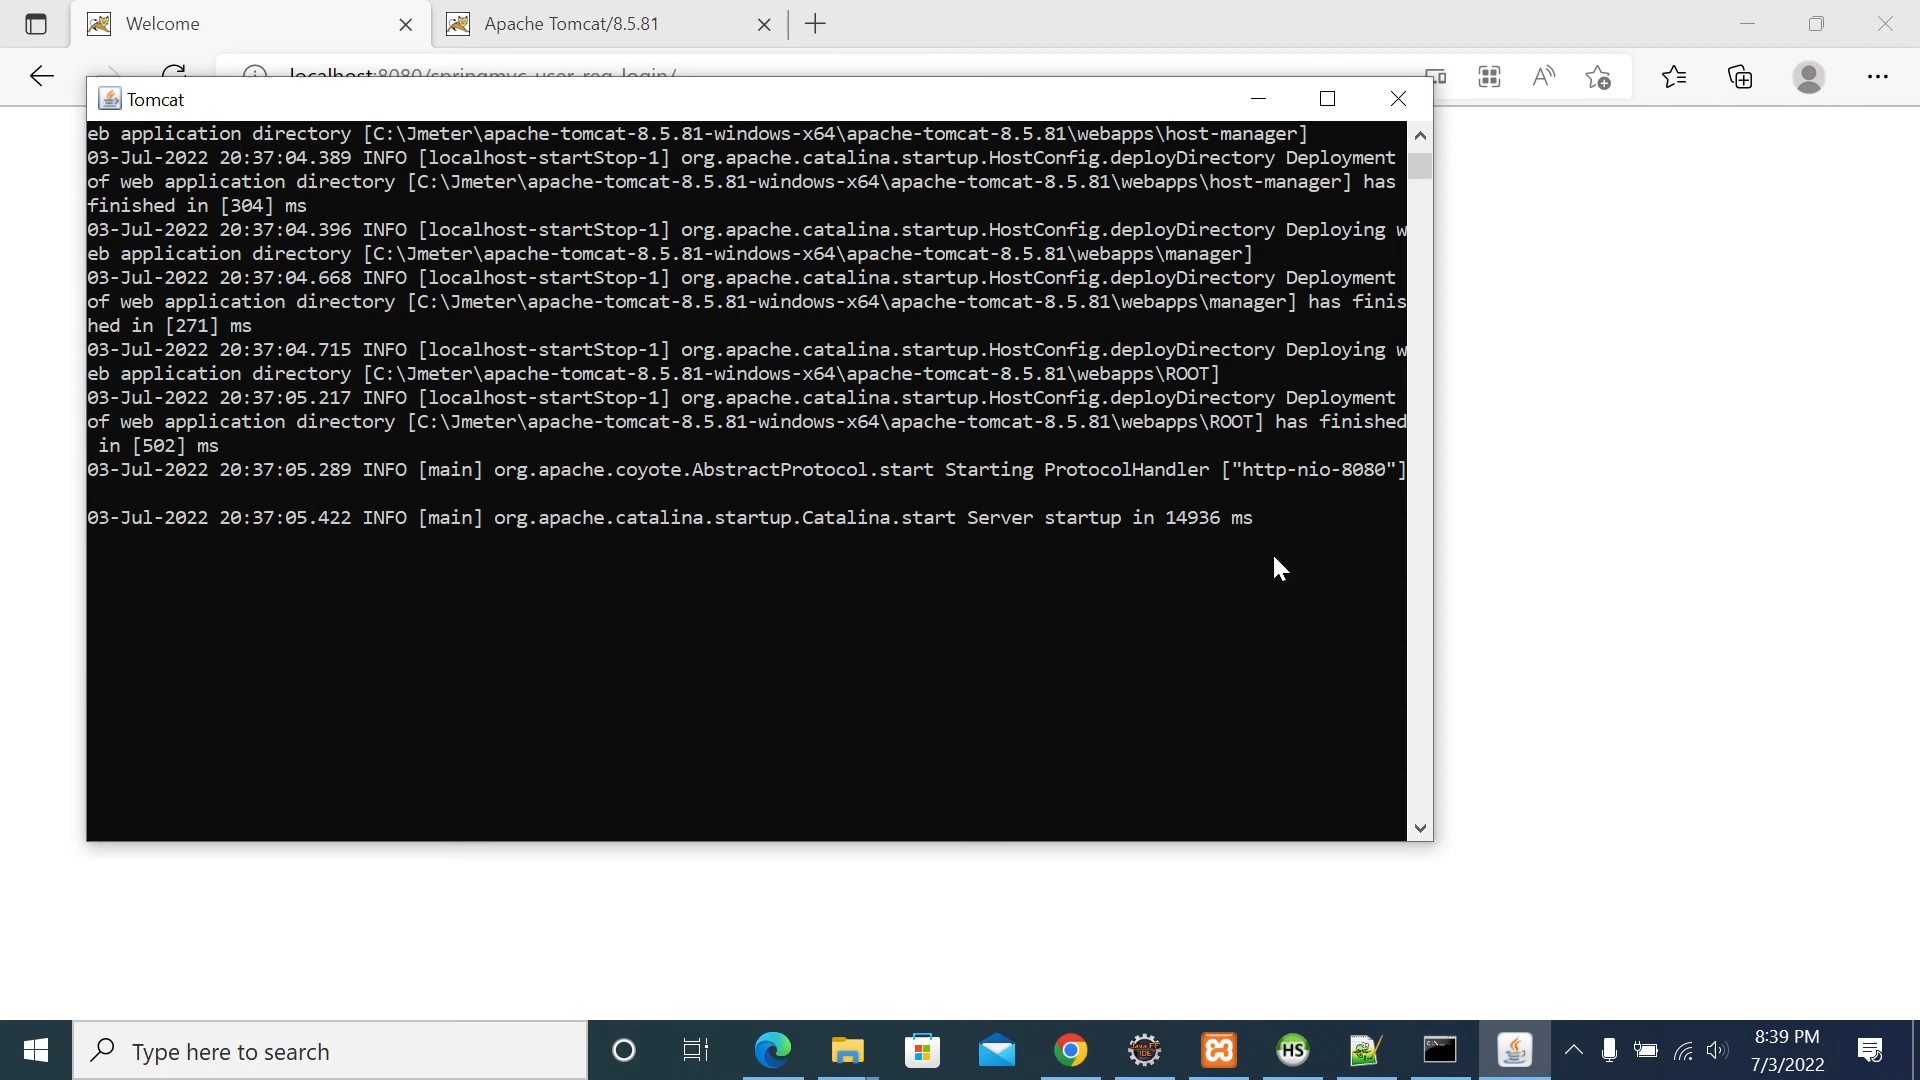 Welcome
Apache Tomcat/8.5.81
localhost:8080/springmvc_user_reg_login/
Tomcat
eb application directory [C:\Jmeter\apache-tomcat-8.5.81-windows-x64\apache-tomcat-8.5.81\webapps\host-manager]
03-Jul-2022 20:37:04.389 INFO [localhost-startStop-1] org.apache.catalina.startup.HostConfig.deployDirectory Deployment
of web application directory [C:\Jmeter\apache-tomcat-8.5.81-windows-x64\apache-tomcat-8.5.81\webapps\host-manager] has
finished in [304] ms
03-Jul-2022 20:37:04.396 INFO [localhost-startStop-1] org.apache.catalina.startup.HostConfig.deployDirectory Deploying w
eb application directory [C:\Jmeter\apache-tomcat-8.5.81-windows-x64\apache-tomcat-8.5.81\webapps\manager]
03-Jul-2022 20:37:04.668 INFO [localhost-startStop-1] org.apache.catalina.startup.HostConfig.deployDirectory Deployment
of web application directory [C:\Jmeter\apache-tomcat-8.5.81-windows-x64\apache-tomcat-8.5.81\webapps\manager] has finis
hed in [271] ms
03-Jul-2022 20:37:04.715 INFO [localhost-startStop-1] org.apache.catalina.startup.HostConfig.deployDirectory Deploying w
eb application directory [C:\Jmeter\apache-tomcat-8.5.81-windows-x64\apache-tomcat-8.5.81\webapps\ROOT]
03-Jul-2022 20:37:05.217 INFO [localhost-startStop-1] org.apache.catalina.startup.HostConfig.deployDirectory Deployment
of web application directory [C:\Jmeter\apache-tomcat-8.5.81-windows-x64\apache-tomcat-8.5.81\webapps\ROOT] has finished
in [502] ms
03-Jul-2022 20:37:05.289 INFO [main] org.apache.coyote.AbstractProtocol.start Starting ProtocolHandler ["http-nio-8080"]
03-Jul-2022 20:37:05.422 INFO [main] org.apache.catalina.startup.Catalina.start Server startup in 14936 ms
Type here to search
Java EE
IDE
HS
8:39 PM
7/3/2022